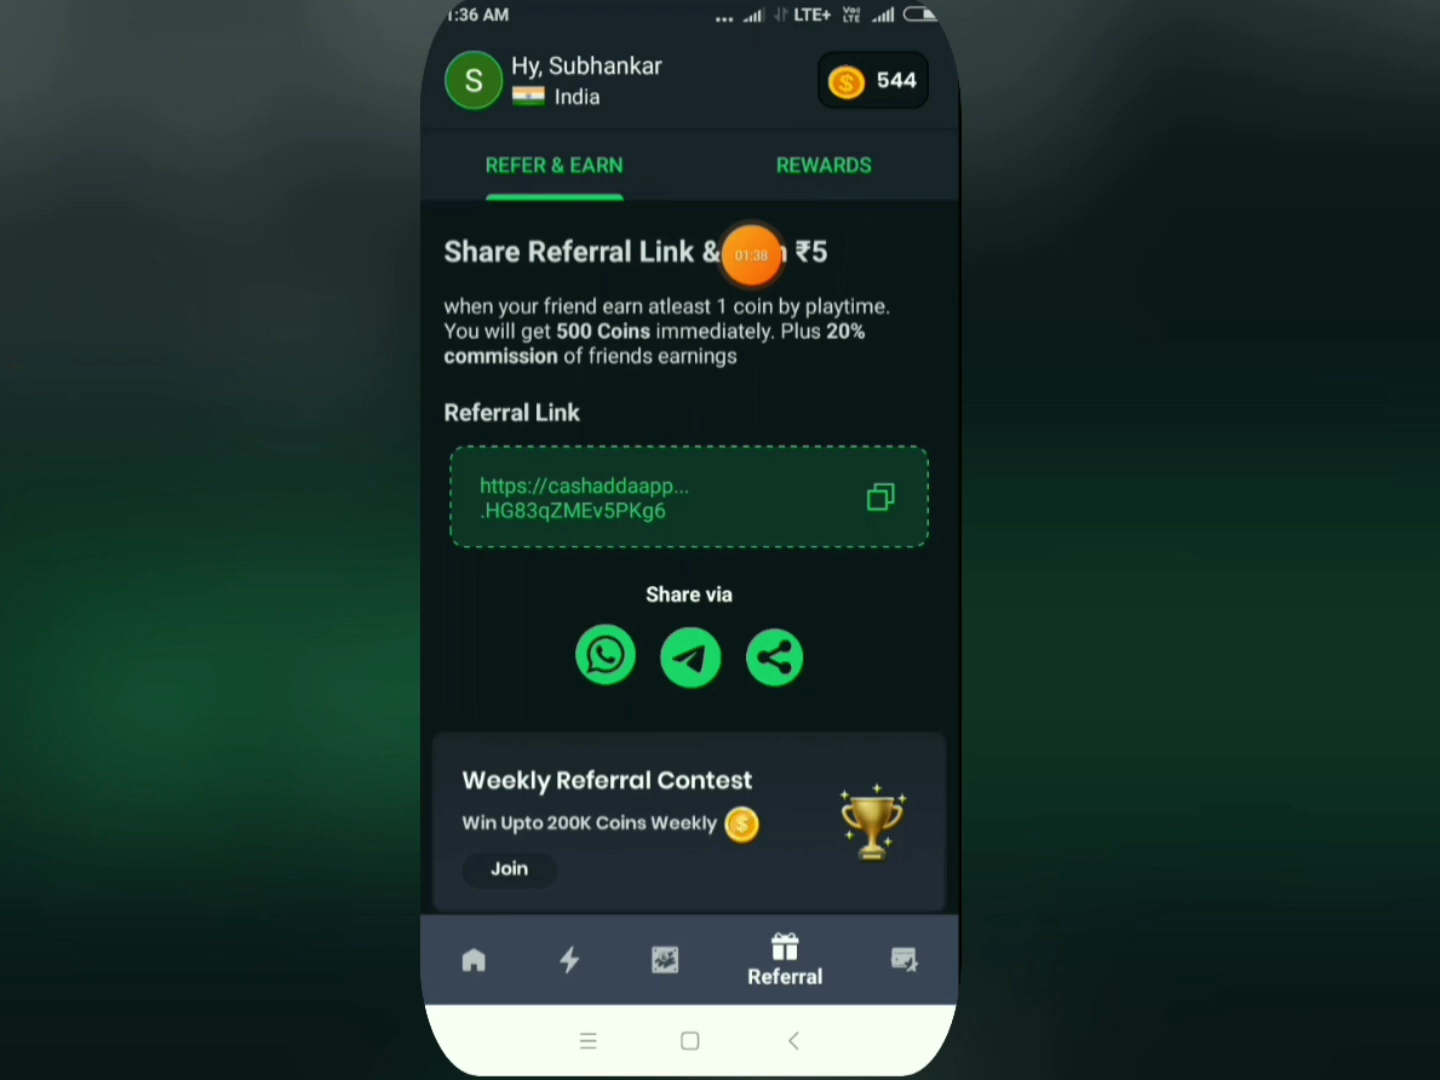 1:36 AM
... LTE+ Vo) LTE
S
Hy, Subhankar
India
544
REFER & EARN
REWARDS
Share Referral Link & ₹5
01:38
when your friend earn atleast 1 coin by playtime.
You will get 500 Coins immediately. Plus 20%
commission of friends earnings
Referral Link
https://cashaddaapp...
.HG83qZMEv5PKg6
Share via
Weekly Referral Contest
Win Upto 200K Coins Weekly
Join
Referral